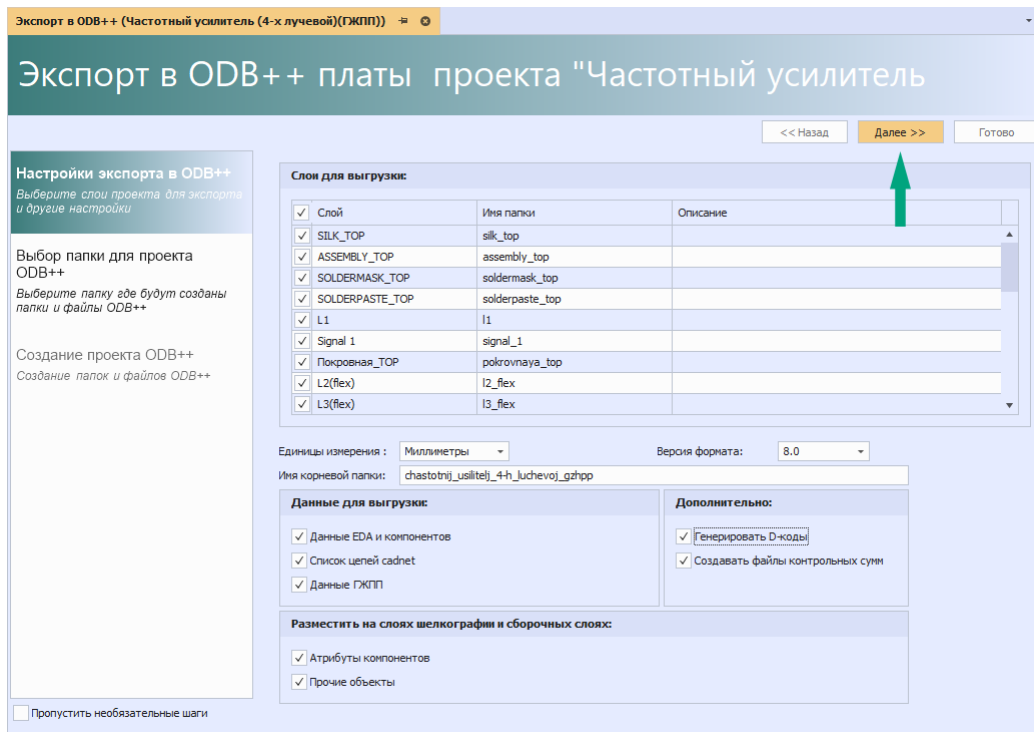 Экспорт в ODB++ (Частотный усилитель (4-х лучевой)(ГЖПП))
Экспорт в ODB++ платы проекта "Частотный усилитель
<< Назад
Далее >>
Готово
Настройки экспорта в ODB++
Выберите слои проекта для экспорта
и другие настройки
Выбор папки для проекта
ODB++
Выберите папку где будут созданы
папки и файлы ODB++
Создание проекта ODB++
Создание папок и файлов ODB++
Пропустить необязательные шаги
Слои для выгрузки:
Слой Имя папки Описание
SILK_TOP silk_top
ASSEMBLY_TOP assembly_top
SOLDERMASK_TOP soldermask_top
SOLDERPASTE_TOP solderpaste_top
L1 l1
Signal 1 signal_1
Покровная_TOP pokrovnaya_top
L2(flex) l2_flex
L3(flex) l3_flex
Единицы измерения : Миллиметры Версия формата: 8.0
Имя корневой папки: chastotnij_usilitelj_4-h_luchevoj_gzhpp
Данные для выгрузки:
Данные EDA и компонентов
Список цепей cadnet
Данные ГЖПП
Дополнительно:
Генерировать D-коды
Создавать файлы контрольных сумм
Разместить на слоях шелкографии и сборочных слоях:
Атрибуты компонентов
Прочие объекты